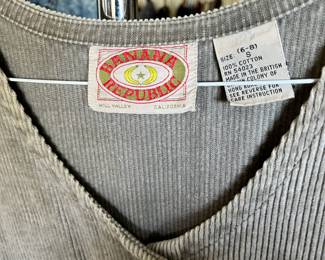 BANANA
REPUBLIC
MILL VALLEY CALIFORNIA
SIZE: (6-8)
S
100% COTTON
RN 54023
MADE IN THE BRITISH
COLONY OF
HONG KONG
SEE REVERSE FOR
CARE INSTRUCTION